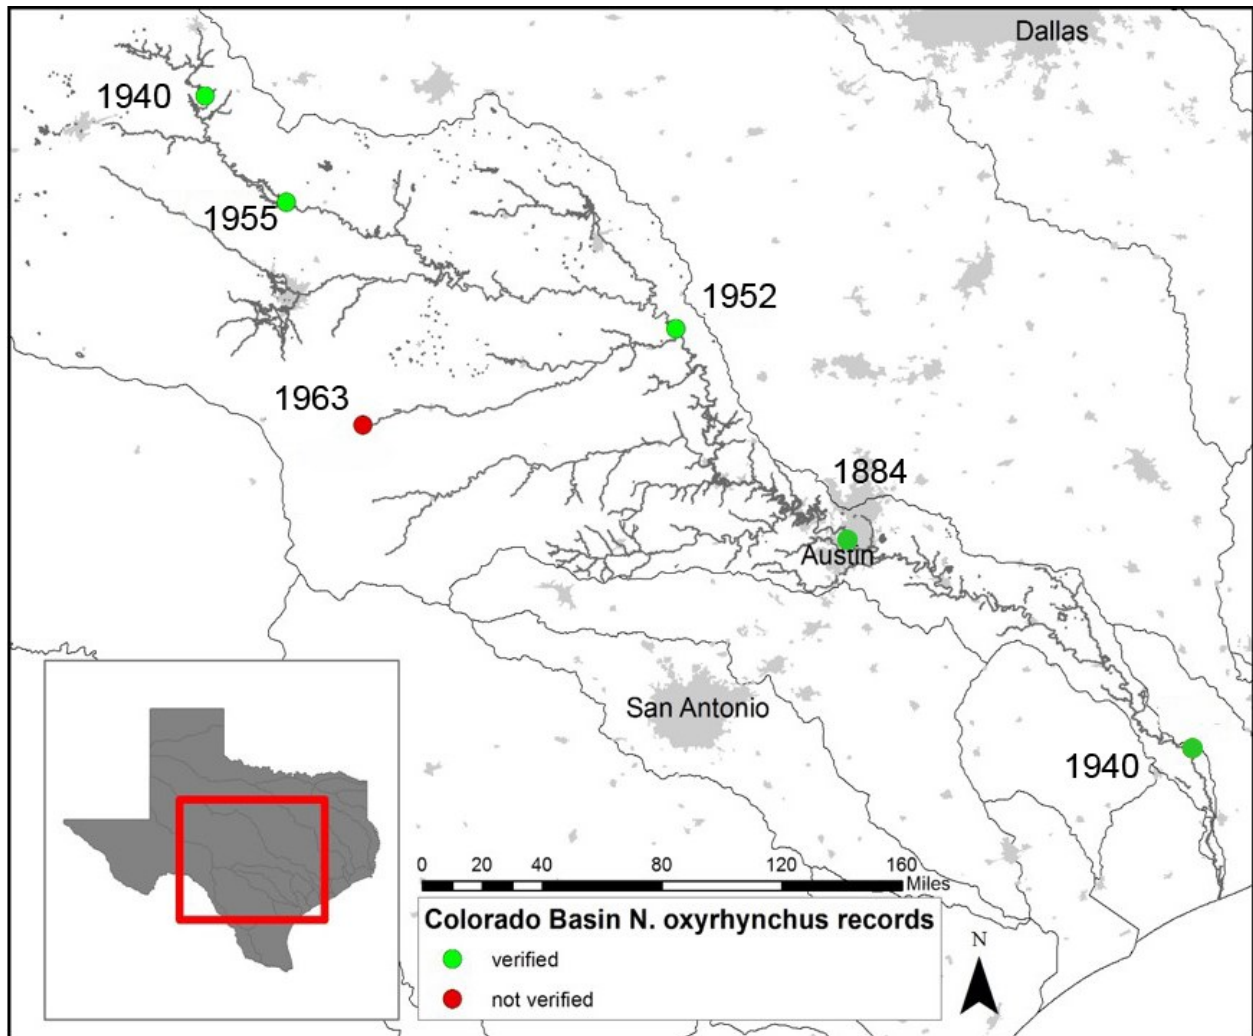 Dallas
1940
1955
1952
1963
1884
Austin
San Antonio
1940
0 20 40 80 120 160
Miles
Colorado Basin N. oxyrhynchus records
verified
not verified
N